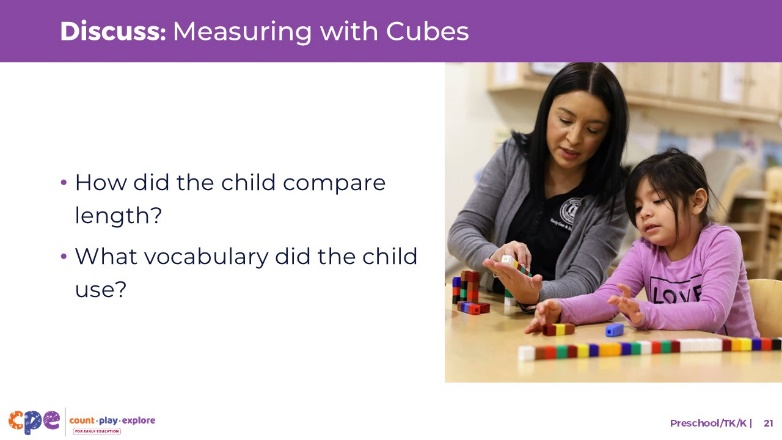 Discuss: Measuring with Cubes
• How did the child compare
length?
• What vocabulary did the child
use?
LOVE
cpe
count·play·explore
FOR EARLY EDUCATION
Preschool/TK/K | 21